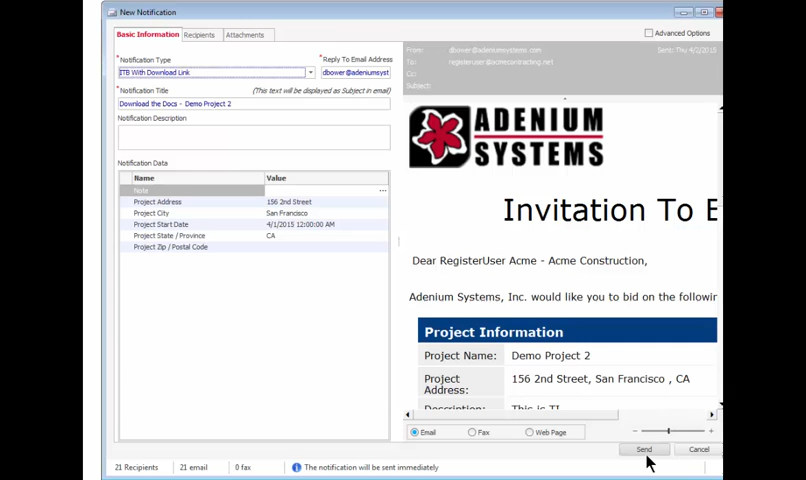 New Notification
Basic Information Recipients Attachments
Advanced Options
* Notification Type * Reply To Email Address
ITB With Download Link dbower@adeniumsyst
* Notification Title (This text will be displayed as Subject in email)
Download the Docs - Demo Project 2
Notification Description
Notification Data
Name Value
Note ...
Project Address 156 2nd Street
Project City San Francisco
Project Start Date 4/1/2015 12:00:00 AM
Project State / Province CA
Project Zip / Postal Code
From: dbower@adeniumsystems.com Sent: Thu 4/2/2015
To: registeruser@acmecontracting.net
Cc:
Subject:
ADENIUM
SYSTEMS
Invitation To B
Dear RegisterUser Acme - Acme Construction,
Adenium Systems, Inc. would like you to bid on the followin
Project Information
Project Name: Demo Project 2
Project Address: 156 2nd Street, San Francisco , CA
Description: This is TI
Email Fax Web Page
Send Cancel
21 Recipients 21 email 0 fax The notification will be sent immediately